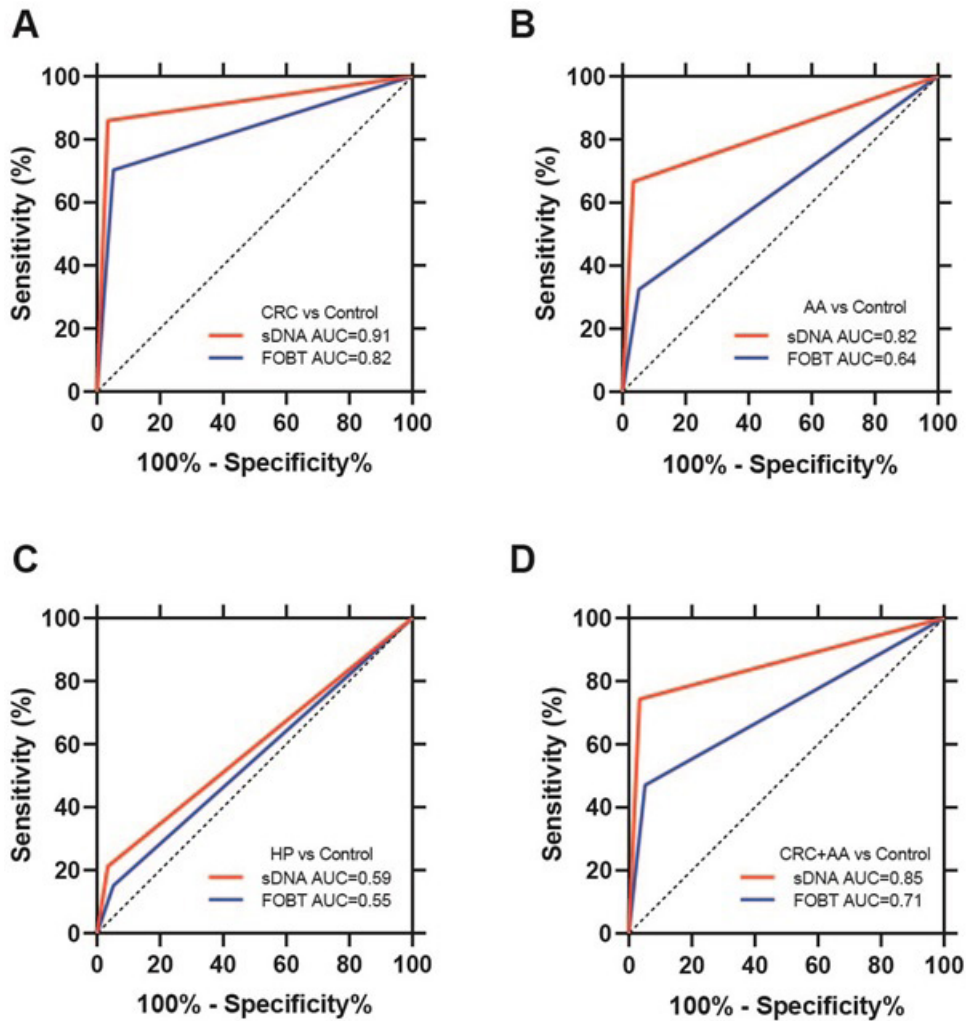 A
Sensitivity (%)
100
80
60
40
20
0
CRC vs Control
sDNA AUC=0.91
FOBT AUC=0.82
0 20 40 60 80 100
100% - Specificity%
B
Sensitivity (%)
100
80
60
40
20
0
AA vs Control
sDNA AUC=0.82
FOBT AUC=0.64
0 20 40 60 80 100
100% - Specificity%
C
Sensitivity (%)
100
80
60
40
20
0
HP vs Control
sDNA AUC=0.59
FOBT AUC=0.55
0 20 40 60 80 100
100% - Specificity%
D
Sensitivity (%)
100
80
60
40
20
0
CRC+AA vs Control
sDNA AUC=0.85
FOBT AUC=0.71
0 20 40 60 80 100
100% - Specificity%